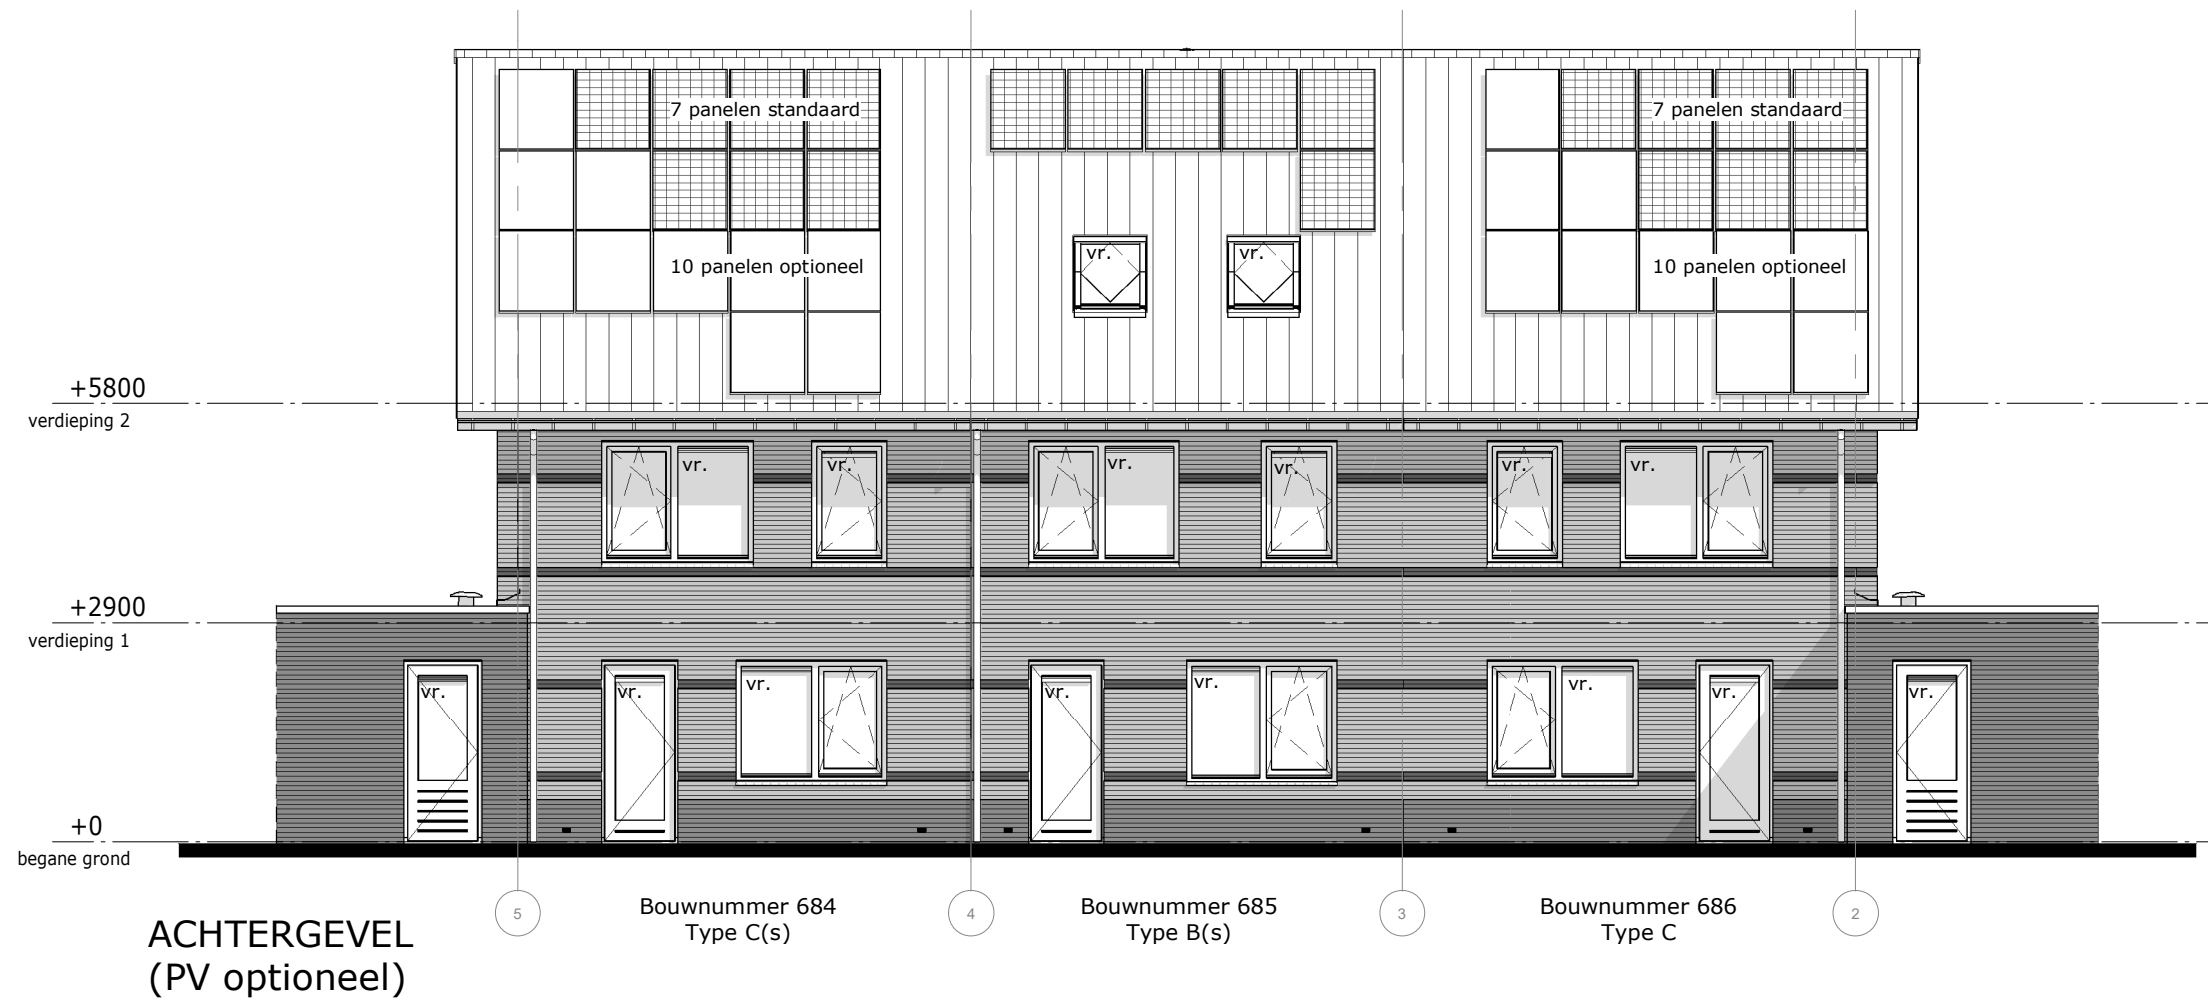 7 panelen standaard
7 panelen standaard
vr.
vr.
10 panelen optioneel
10 panelen optioneel
+5800
verdieping 2
vr.
vr.
vr.
vr.
vr.
vr.
+2900
verdieping 1
vr.
vr.
vr.
vr.
vr.
vr.
vr.
vr.
+0
begane grond
5
Bouwnummer 684
Type C(s)
4
Bouwnummer 685
Type B(s)
3
Bouwnummer 686
Type C
2
ACHTERGEVEL
(PV optioneel)